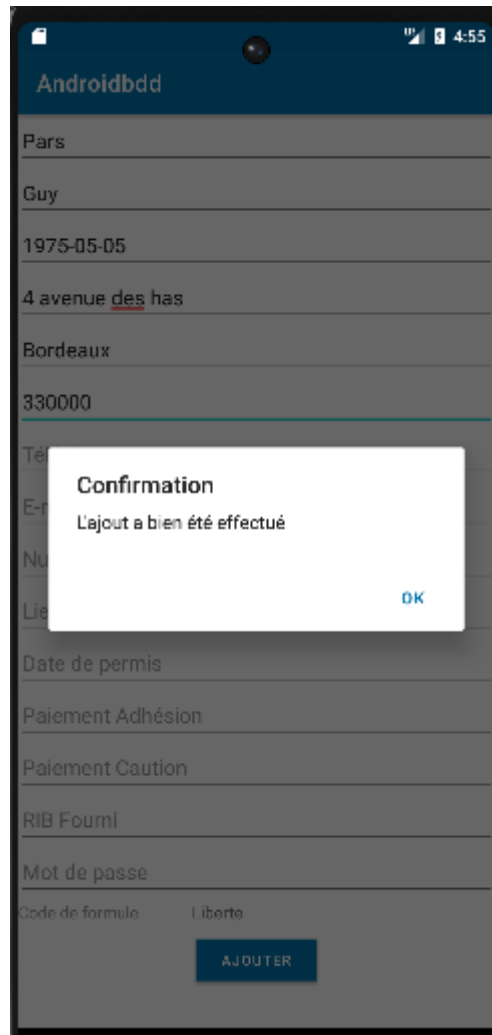 4:55
Androidbdd
Pars
Guy
1975-05-05
4 avenue des has
Bordeaux
330000
Confirmation
L'ajout a bien été effectué
OK
Date de permis
Paiement Adhésion
Paiement Caution
RIB Fourni
Mot de passe
Code de formule Liberte
AJOUTER